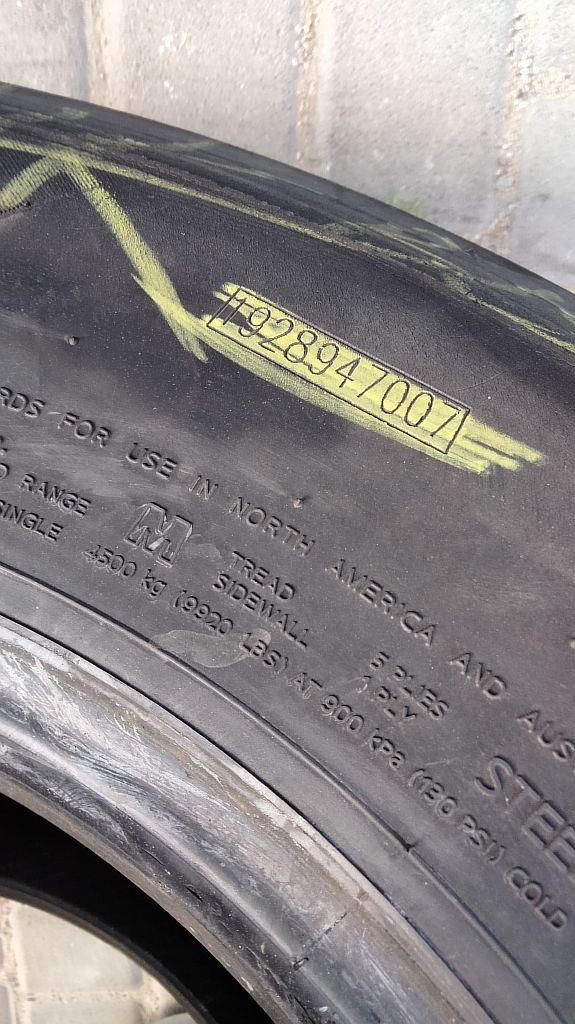 1928947007
RDS FOR USE IN NORTH AMERICA AND AUS
RANGE M TREAD 5 PLIES
SINGLE SIDEWALL 1 PLY
4500 kg (9920 LBS) AT 900 KPa (130 PSI) COLD
STEE